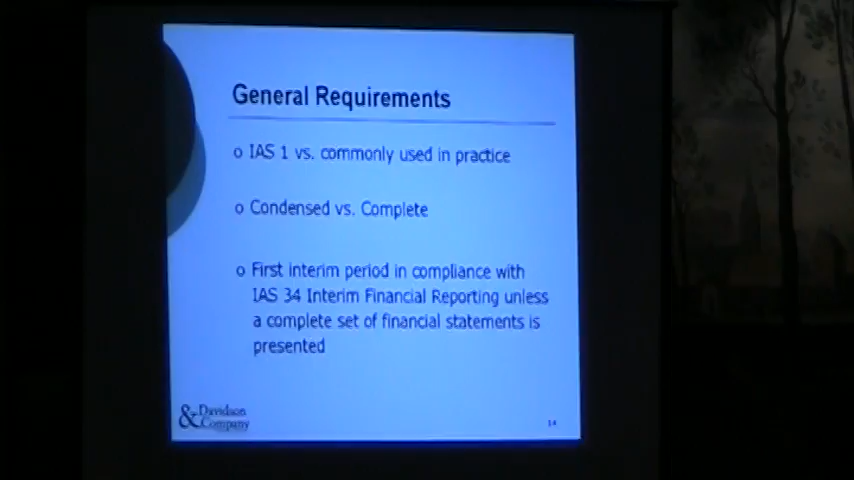 General Requirements
o IAS 1 vs. commonly used in practice
o Condensed vs. Complete
o First interim period in compliance with
IAS 34 Interim Financial Reporting unless
a complete set of financial statements is
presented
& Davidson
Company
14